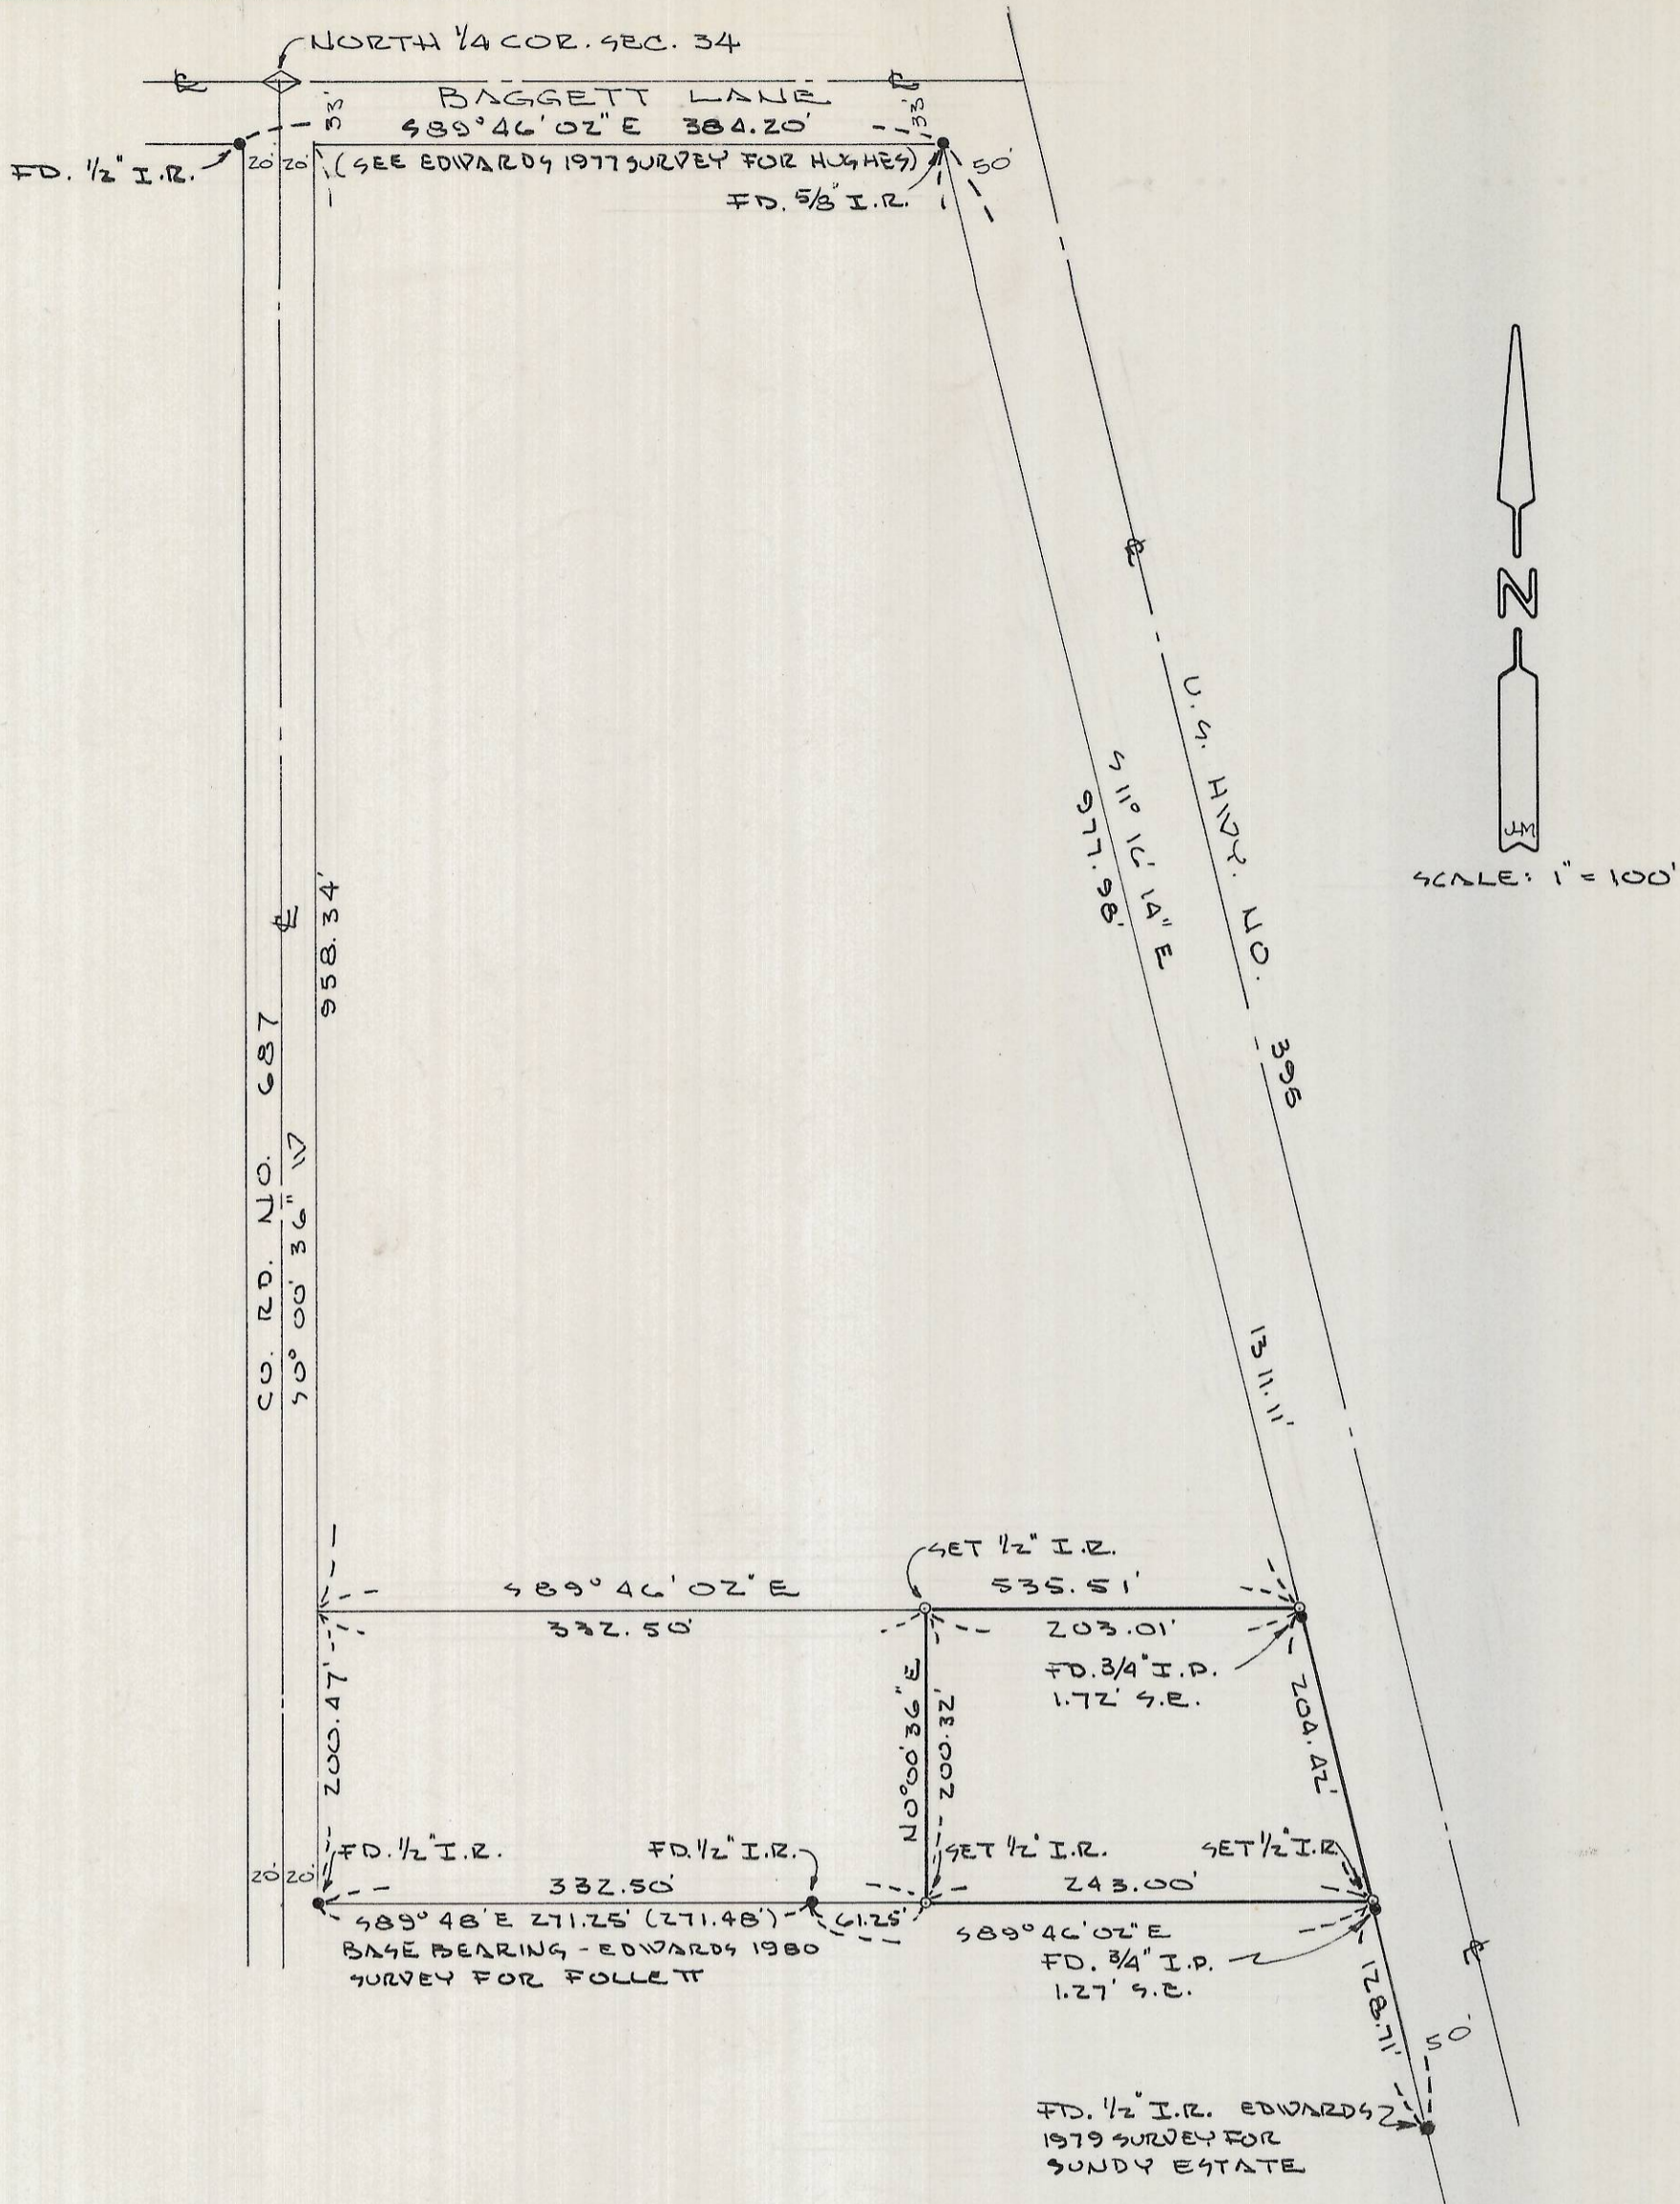 NORTH 1/4 COR. SEC. 34
BAGGETT LANE
33'
33'
S89°46'02" E 384.20'
FD. 1/2" I.R.
20' 20'
(SEE EDWARDS 1977 SURVEY FOR HUGHES)
50'
FD. 5/8" I.R.
N
SCALE: 1" = 100'
U.S. HWY. NO. 395
S 11° 16' 14" E
977.98'
1311.11'
958.34'
CO. RD. NO. 687
S0° 00' 36" W
SET 1/2" I.R.
S89° 46' 02" E
535.51'
332.50'
203.01'
FD. 3/4" I.P.
1.72' S.E.
200.47'
N0°00'36"E
200.32'
204.42'
20' 20'
FD. 1/2" I.R.
FD. 1/2" I.R.
SET 1/2" I.R.
SET 1/2" I.R.
332.50'
243.00'
S89° 48' E 271.25' (271.48')
61.25'
S89°46'02" E
BASE BEARING - EDWARDS 1980
SURVEY FOR FOLLETT
FD. 3/4" I.P.
1.27' S.E.
128.71'
50'
FD. 1/2" I.R. EDWARDS
1979 SURVEY FOR
SUNDY ESTATE